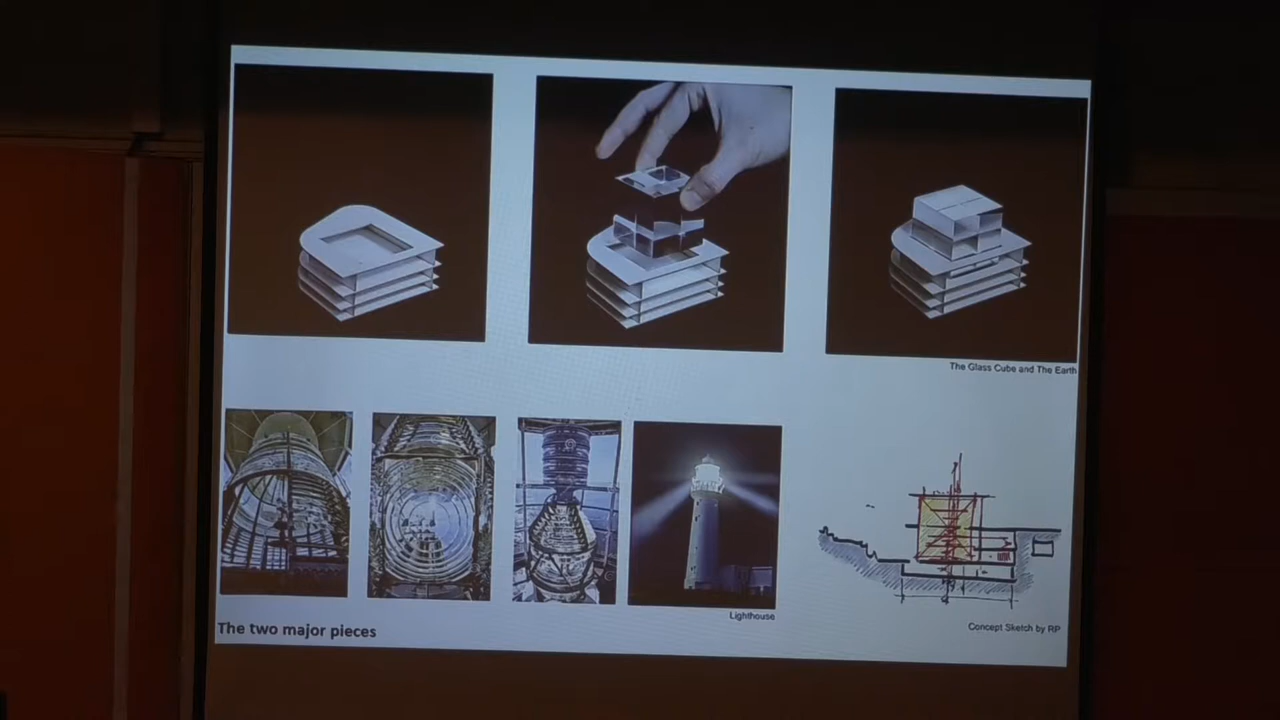 The Glass Cube and The Earth
Lighthouse
The two major pieces
Concept Sketch by RP